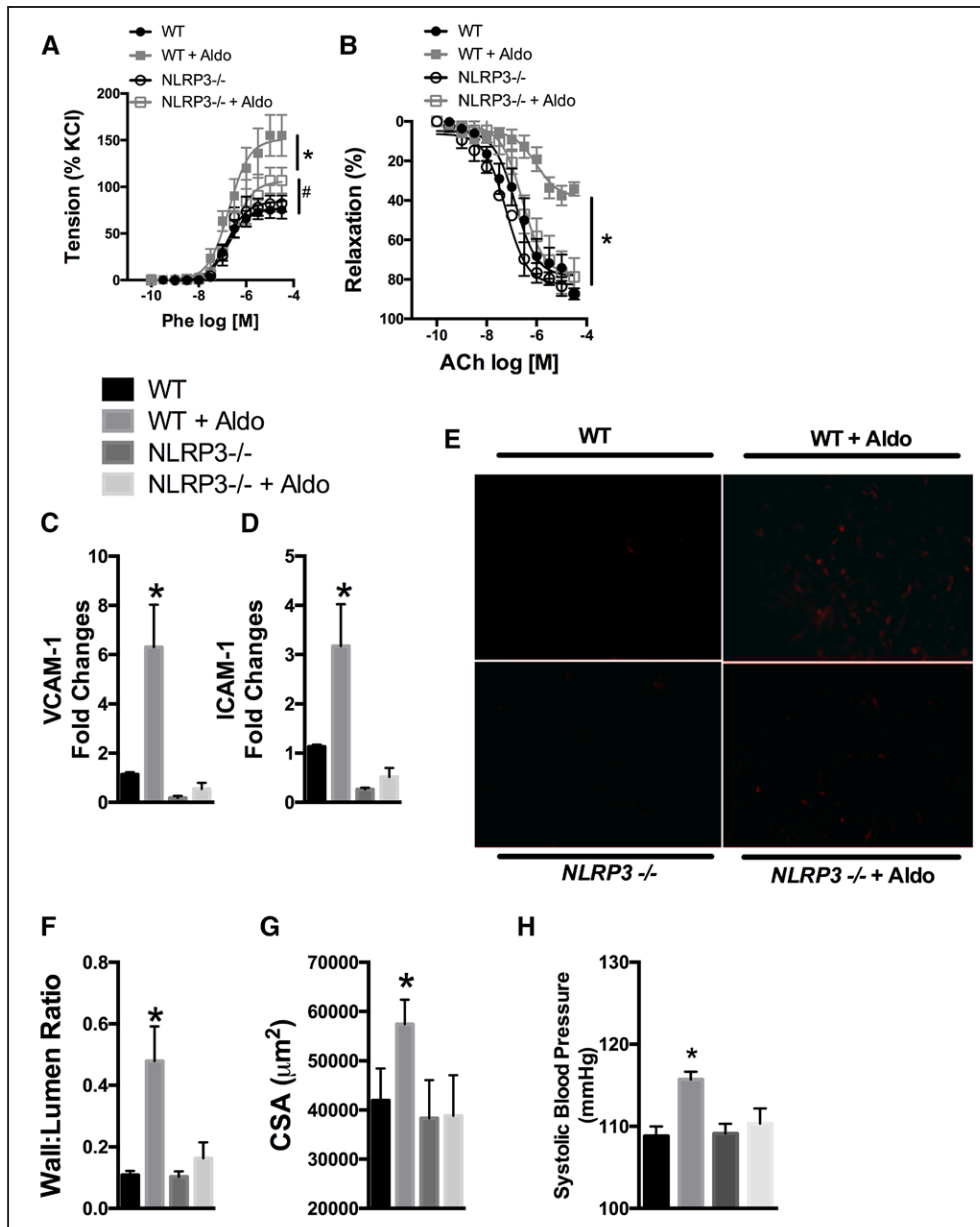 A
WT
WT + Aldo
NLRP3-/-
NLRP3-/- + Aldo
Tension (% KCl)
200
150
100
50
0
*
#
-10 -8 -6 -4
Phe log [M]
B
WT
WT + Aldo
NLRP3-/-
NLRP3-/- + Aldo
Relaxation (%)
0
20
40
60
80
100
*
-10 -8 -6 -4
ACh log [M]
WT
WT + Aldo
NLRP3-/-
NLRP3-/- + Aldo
C
VCAM-1
Fold Changes
10
8
6
4
2
0
*
D
ICAM-1
Fold Changes
5
4
3
2
1
0
*
E
WT
WT + Aldo
NLRP3 -/-
NLRP3 -/- + Aldo
F
Wall:Lumen Ratio
0.8
0.6
0.4
0.2
0.0
*
G
CSA (µm²)
70000
60000
50000
40000
30000
20000
*
H
Systolic Blood Pressure
(mmHg)
130
120
110
100
*